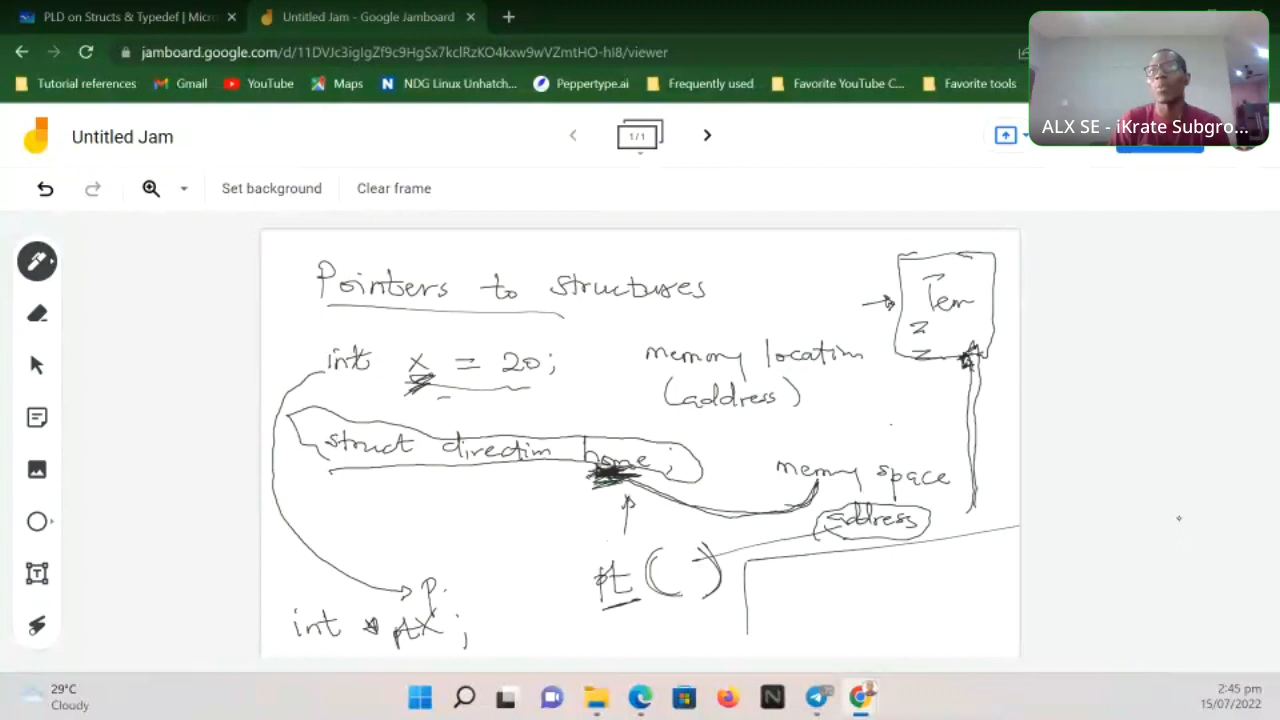 PLD on Structs & Typedef | Micro
Untitled Jam - Google Jamboard
jamboard.google.com/d/11DVJc3iglgZf9c9HgSx7kclRzKO4kxw9wVZmtHO-hI8/viewer
Tutorial references
Gmail
YouTube
Maps
NDG Linux Unhatch...
Peppertype.ai
Frequently used
Favorite YouTube C...
Favorite tools
ALX SE - iKrate Subgro...
Untitled Jam
1/1
Set background
Clear frame
Pointers to structures
int x = 20;
memory location
(address)
struct direction home;
memory space
address
pt ( )
p.
int * ptX ;
29°C
Cloudy
2:45 pm
15/07/2022